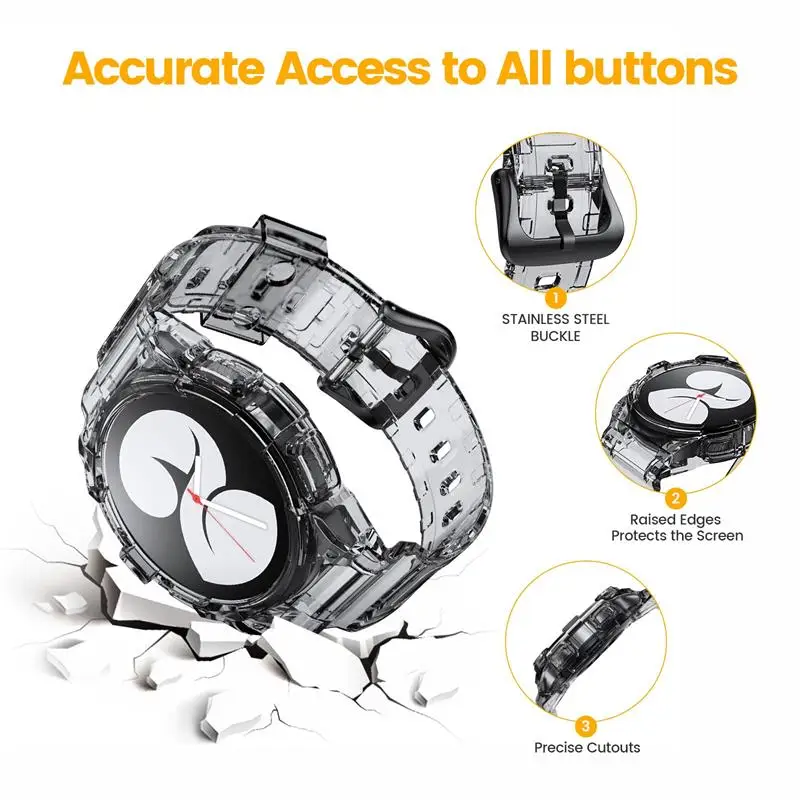 Accurate Access to All buttons
1
STAINLESS STEEL
BUCKLE
2
Raised Edges
Protects the Screen
3
Precise Cutouts